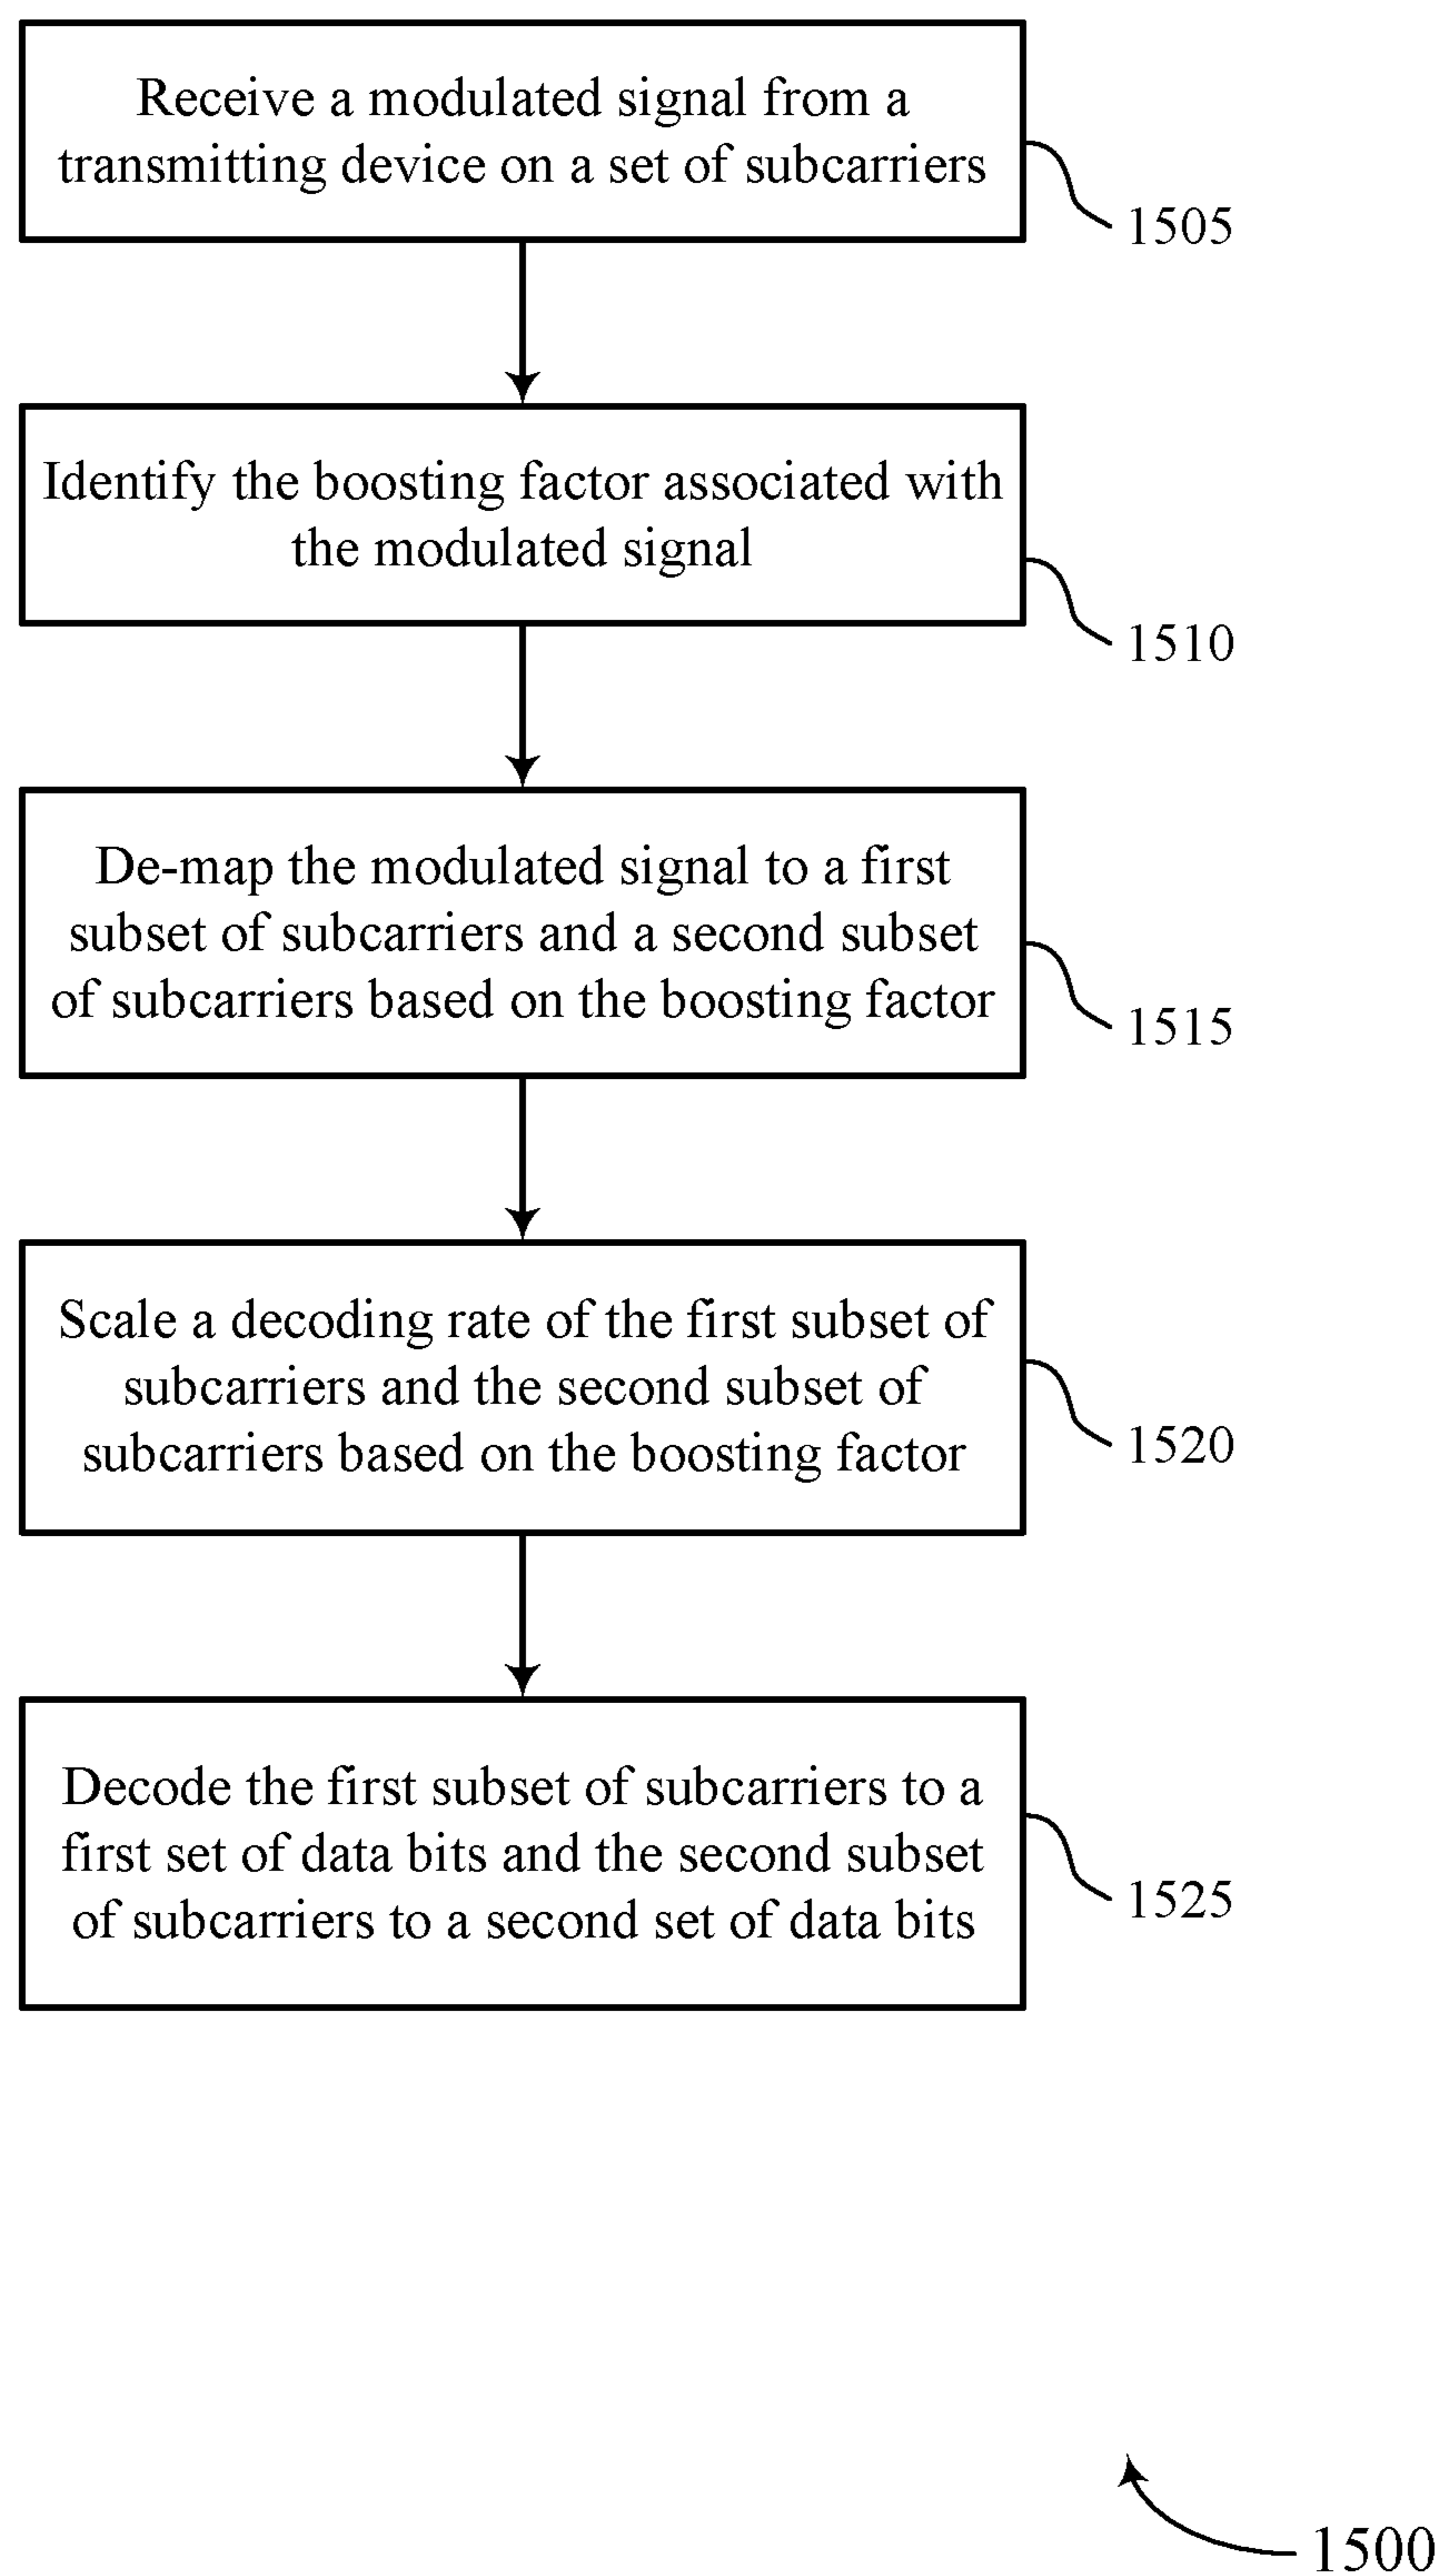 Receive a modulated signal from a
transmitting device on a set of subcarriers
1505
Identify the boosting factor associated with
the modulated signal
1510
De-map the modulated signal to a first
subset of subcarriers and a second subset
of subcarriers based on the boosting factor
1515
Scale a decoding rate of the first subset of
subcarriers and the second subset of
subcarriers based on the boosting factor
1520
Decode the first subset of subcarriers to a
first set of data bits and the second subset
of subcarriers to a second set of data bits
1525
1500